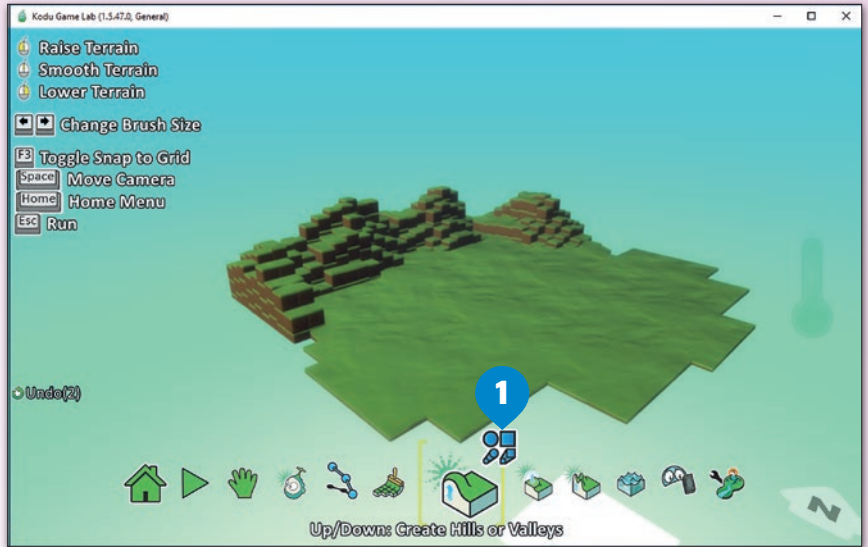 Kodu Game Lab (1.5.47.0, General)
Raise Terrain
Smooth Terrain
Lower Terrain
Change Brush Size
F3 Toggle Snap to Grid
Space Move Camera
Home Home Menu
Esc Run
Undo(2)
1
Up/Down: Create Hills or Valleys
N